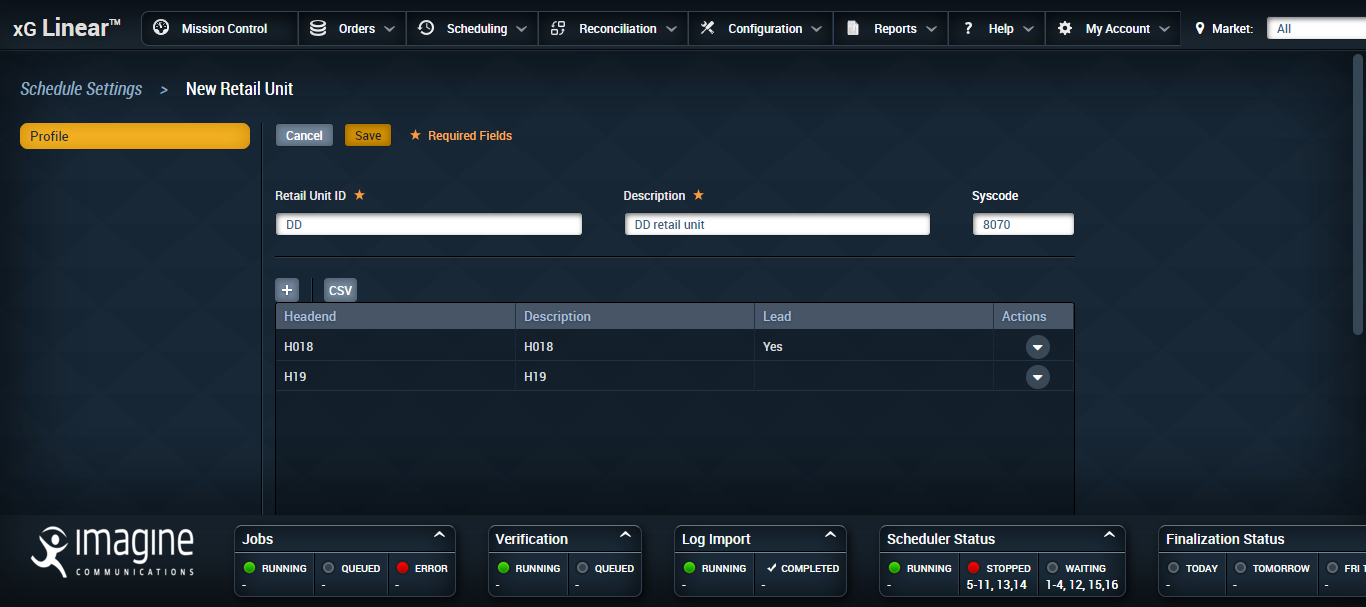 xG Linear™ Mission Control Orders Scheduling Reconciliation Configuration Reports ? Help My Account Market: All
Schedule Settings > New Retail Unit
Profile
Cancel Save ★ Required Fields
Retail Unit ID ★ Description ★ Syscode
DD DD retail unit 8070
+ CSV
Headend Description Lead Actions
H018 H018 Yes
H19 H19
imagine
COMMUNICATIONS
Jobs
RUNNING QUEUED ERROR
- - -
Verification
RUNNING QUEUED
- -
Log Import
RUNNING COMPLETED
- -
Scheduler Status
RUNNING STOPPED WAITING
- 5-11, 13,14 1-4, 12, 15,16
Finalization Status
TODAY TOMORROW FRI
- - -